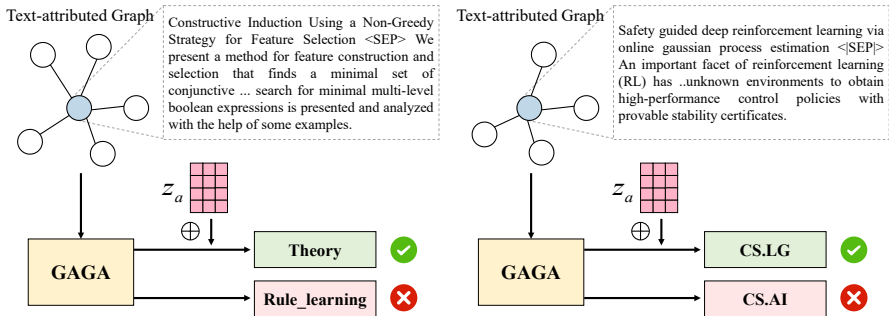 Text-attributed Graph
Constructive Induction Using a Non-Greedy
Strategy for Feature Selection <SEP> We
present a method for feature construction and
selection that finds a minimal set of
conjunctive ... search for minimal multi-level
boolean expressions is presented and analyzed
with the help of some examples.
z_a
⊕
GAGA
Theory
Rule_learning
Text-attributed Graph
Safety guided deep reinforcement learning via
online gaussian process estimation <|SEP|>
An important facet of reinforcement learning
(RL) has ..unknown environments to obtain
high-performance control policies with
provable stability certificates.
z_a
⊕
GAGA
CS.LG
CS.AI